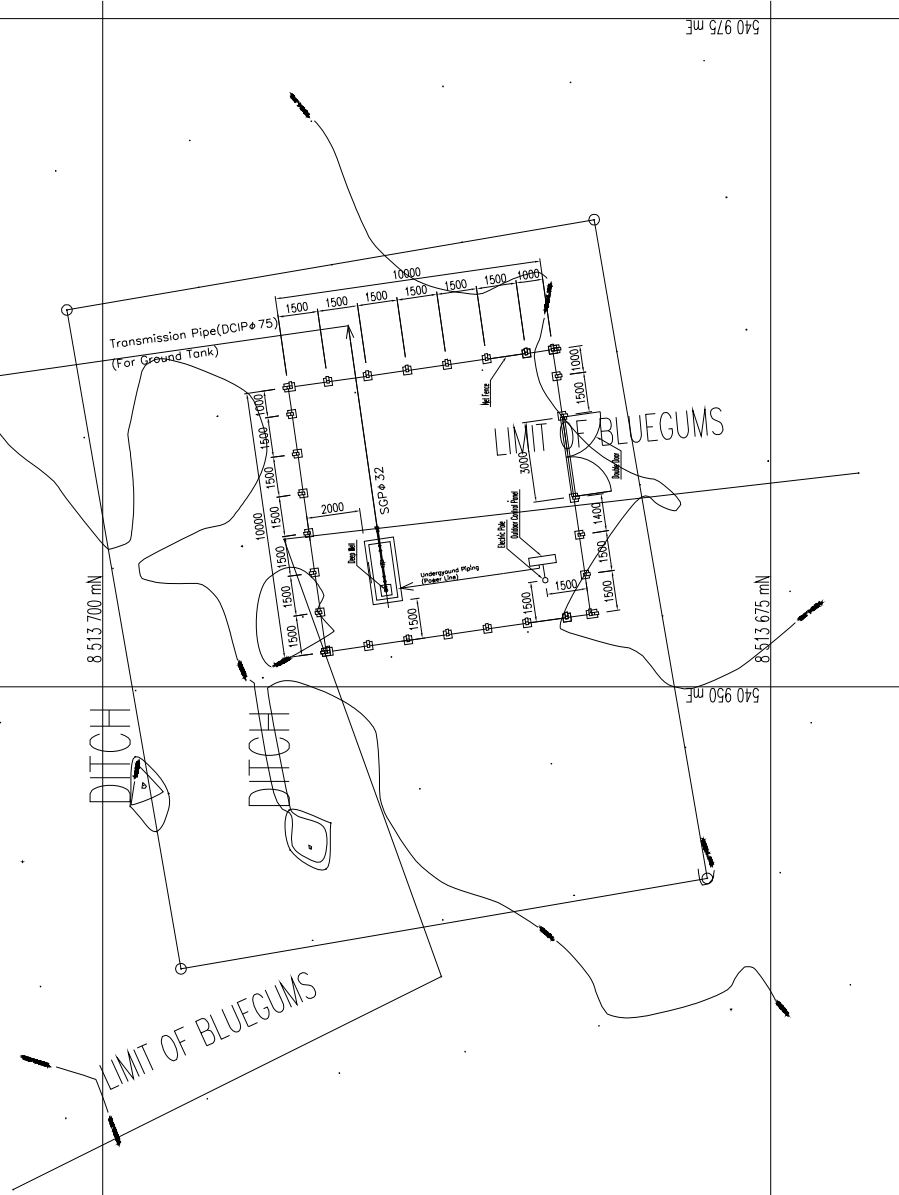 540 975 mE
10000
1500
1500
1500
1500
1500
1500
1000
Transmission Pipe(DCIPφ75)
(For Ground Tank)
1000
1500
Net Fence
1000
1500
1500
1500
1500
1500
1500
10000
LIMIT OF BLUEGUMS
3000
Double Door
SGPφ32
2000
Deep Well
Electric Pole
Outdoor Control Panel
1400
1500
1500
Underground Piping
(Power Line)
1500
1500
1500
8 513 700 mN
8 513 675 mN
540 950 mE
DITCH
DITCH
LIMIT OF BLUEGUMS